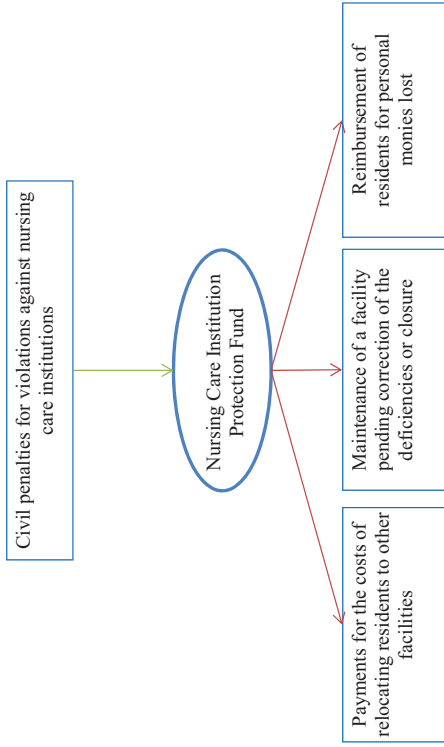 Civil penalties for violations against nursing
care institutions
Nursing Care Institution
Protection Fund
Payments for the costs of
relocating residents to other
facilities
Maintenance of a facility
pending correction of the
deficiencies or closure
Reimbursement of
residents for personal
monies lost